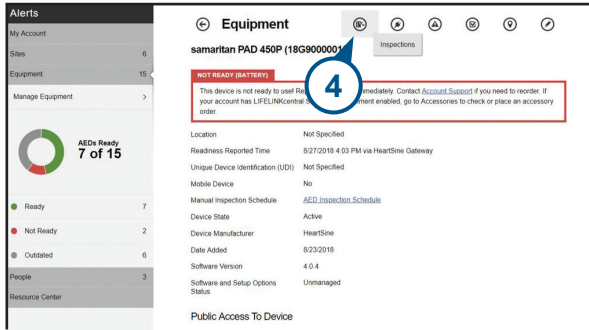 Alerts
My Account
Sites 6
Equipment 15
Manage Equipment >
AEDs Ready
7 of 15
Ready 7
Not Ready 2
Outdated 6
People 3
Resource Center
Equipment
Inspections
samaritan PAD 450P (18G9000001
4
NOT READY (BATTERY)
This device is not ready to use! mmediately. Contact Account Support if you need to reorder. If
your account has LIFELINKcentral ment enabled, go to Accessories to check or place an accessory
order.
Location Not Specified
Readiness Reported Time 8/27/2018 4:03 PM via HeartSine Gateway
Unique Device Identification (UDI) Not Specified
Mobile Device No
Manual Inspection Schedule AED Inspection Schedule
Device State Active
Device Manufacturer HeartSine
Date Added 8/23/2018
Software Version 4.0.4
Software and Setup Options Unmanaged
Status
Public Access To Device